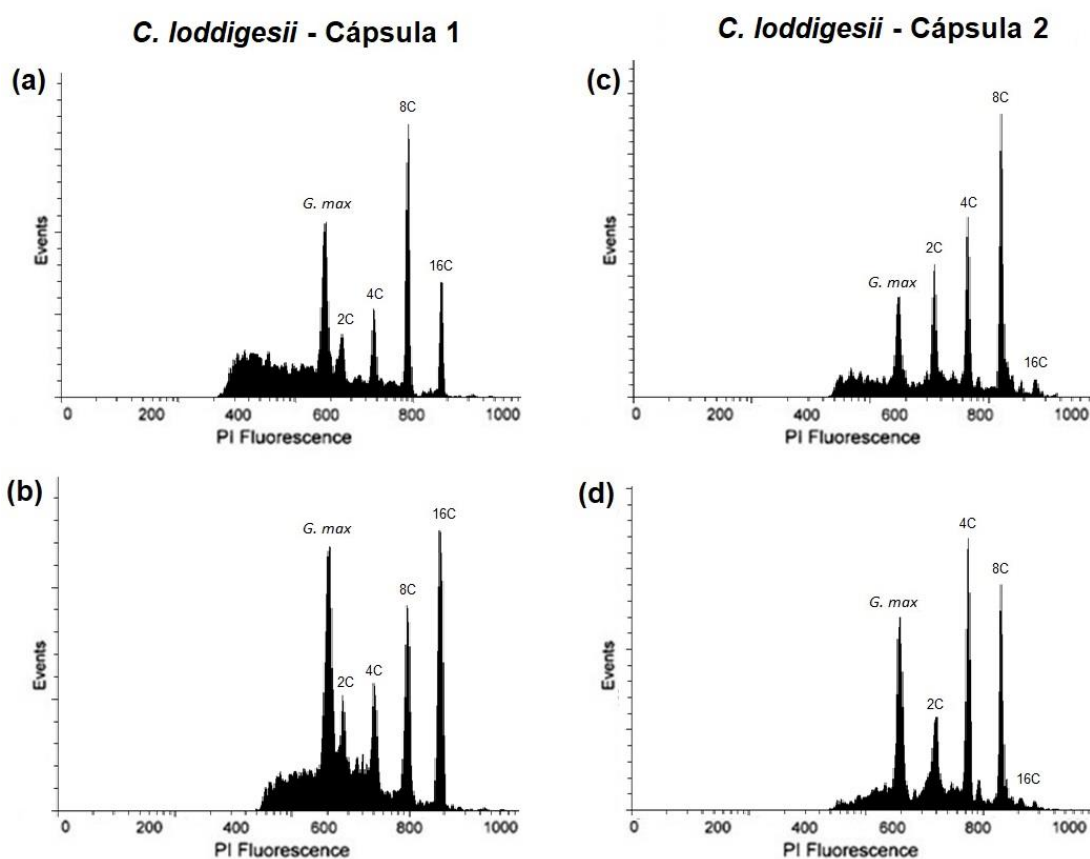 C. loddigesii - Cápsula 1
C. loddigesii - Cápsula 2
(a)
Events
G. max
2C
4C
8C
16C
0 200 400 600 800 1000
PI Fluorescence
(c)
Events
G. max
2C
4C
8C
16C
0 200 400 600 800 1000
PI Fluorescence
(b)
Events
G. max
2C
4C
8C
16C
0 200 400 600 800 1000
PI Fluorescence
(d)
Events
G. max
2C
4C
8C
16C
0 200 400 600 800 1000
PI Fluorescence